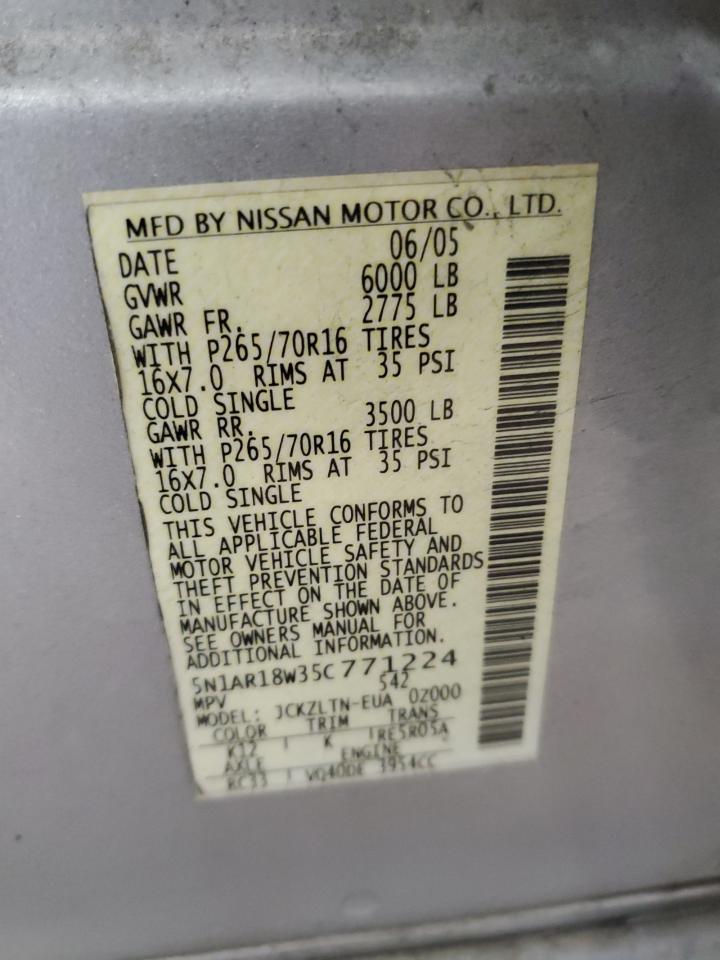 MFD BY NISSAN MOTOR CO., LTD.
DATE 06/05
GVWR 6000 LB
GAWR FR. 2775 LB
WITH P265/70R16 TIRES
16X7.0 RIMS AT 35 PSI
COLD SINGLE
GAWR RR. 3500 LB
WITH P265/70R16 TIRES
16X7.0 RIMS AT 35 PSI
COLD SINGLE
THIS VEHICLE CONFORMS TO
ALL APPLICABLE FEDERAL
MOTOR VEHICLE SAFETY AND
THEFT PREVENTION STANDARDS
IN EFFECT ON THE DATE OF
MANUFACTURE SHOWN ABOVE.
SEE OWNERS MANUAL FOR
ADDITIONAL INFORMATION.
5N1AR18W35C771224
MPV 542
MODEL: JCKZLTN-EUA 0Z000
COLOR TRIM TRANS
K12 K RE5R05A
AXLE ENGINE
RC33 VQ40DE 3954CC